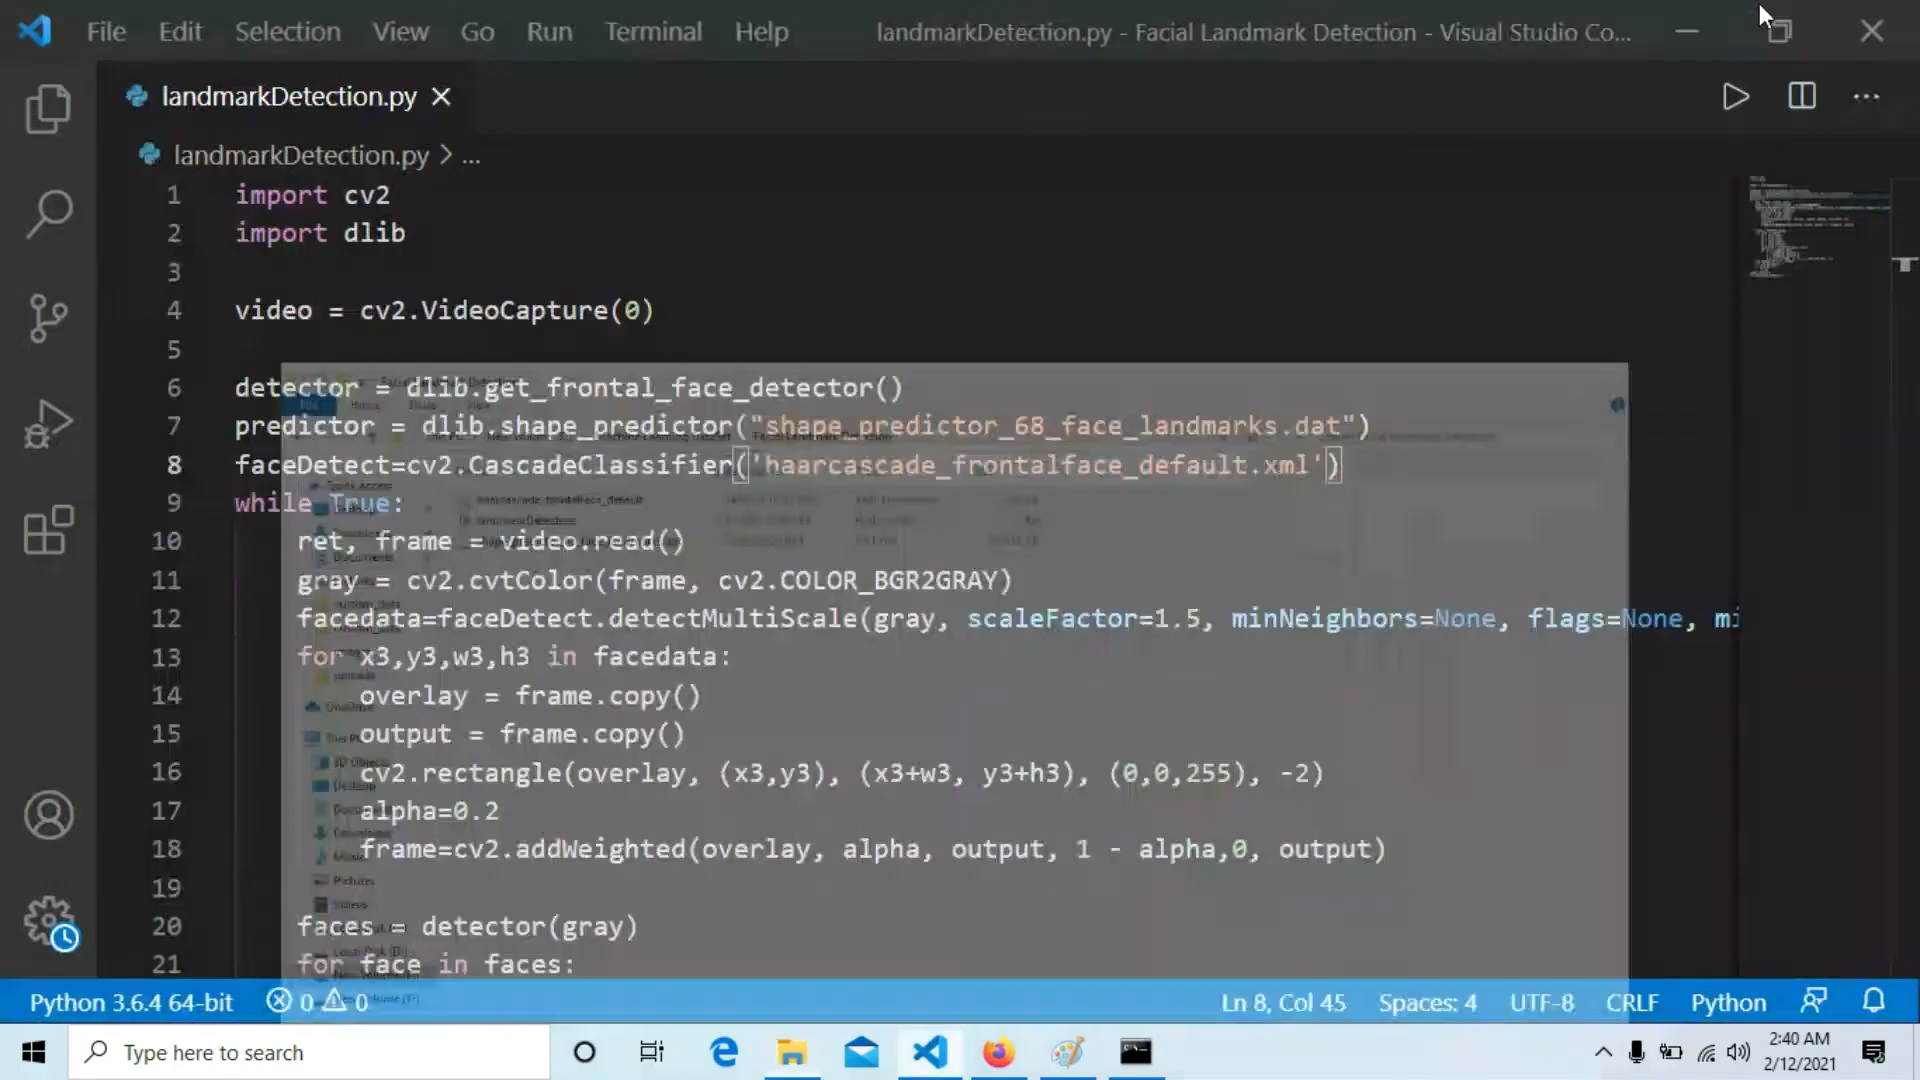 File Edit Selection View Go Run Terminal Help landmarkDetection.py - Facial Landmark Detection - Visual Studio Co...
landmarkDetection.py
landmarkDetection.py > ...
1 import cv2
2 import dlib
3
4 video = cv2.VideoCapture(0)
5
6 detector = dlib.get_frontal_face_detector()
7 predictor = dlib.shape_predictor("shape_predictor_68_face_landmarks.dat")
8 faceDetect=cv2.CascadeClassifier('haarcascade_frontalface_default.xml')
9 while True:
10 ret, frame = video.read()
11 gray = cv2.cvtColor(frame, cv2.COLOR_BGR2GRAY)
12 facedata=faceDetect.detectMultiScale(gray, scaleFactor=1.5, minNeighbors=None, flags=None, mi
13 for x3,y3,w3,h3 in facedata:
14 overlay = frame.copy()
15 output = frame.copy()
16 cv2.rectangle(overlay, (x3,y3), (x3+w3, y3+h3), (0,0,255), -2)
17 alpha=0.2
18 frame=cv2.addWeighted(overlay, alpha, output, 1 - alpha,0, output)
19
20 faces = detector(gray)
21 for face in faces:
Python 3.6.4 64-bit 0 0 Ln 8, Col 45 Spaces: 4 UTF-8 CRLF Python
Type here to search
2:40 AM
2/12/2021